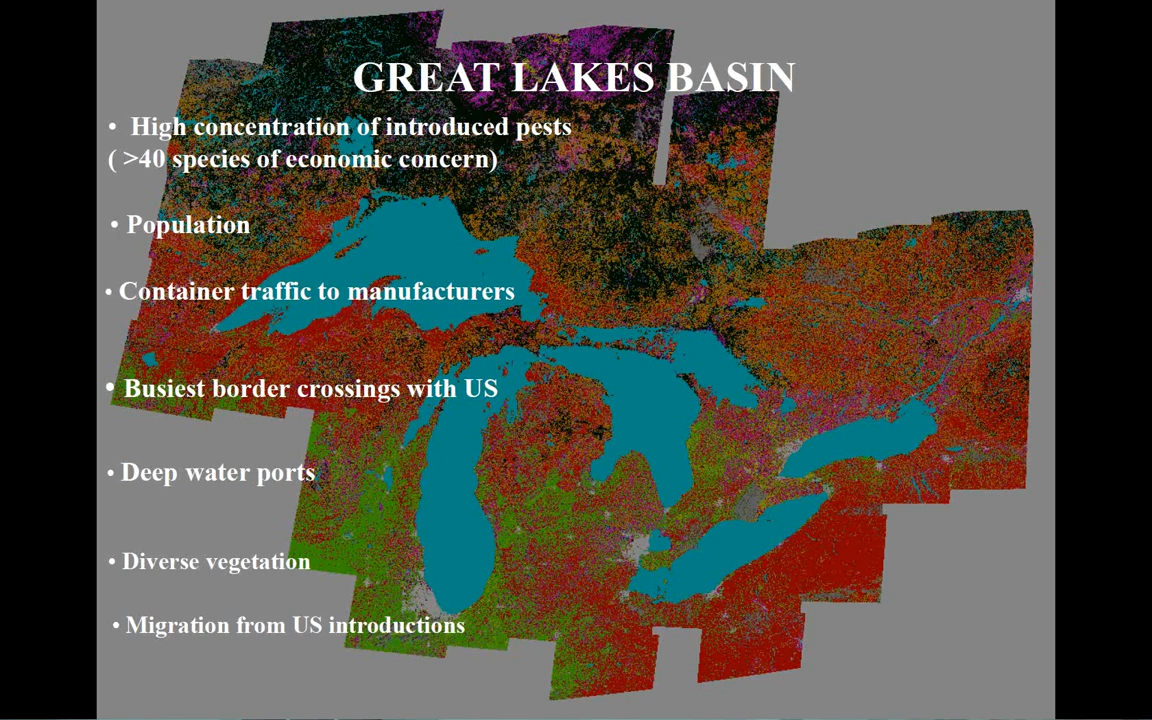 GREAT LAKES BASIN
• High concentration of introduced pests
( >40 species of economic concern)
• Population
• Container traffic to manufacturers
• Busiest border crossings with US
• Deep water ports
• Diverse vegetation
• Migration from US introductions